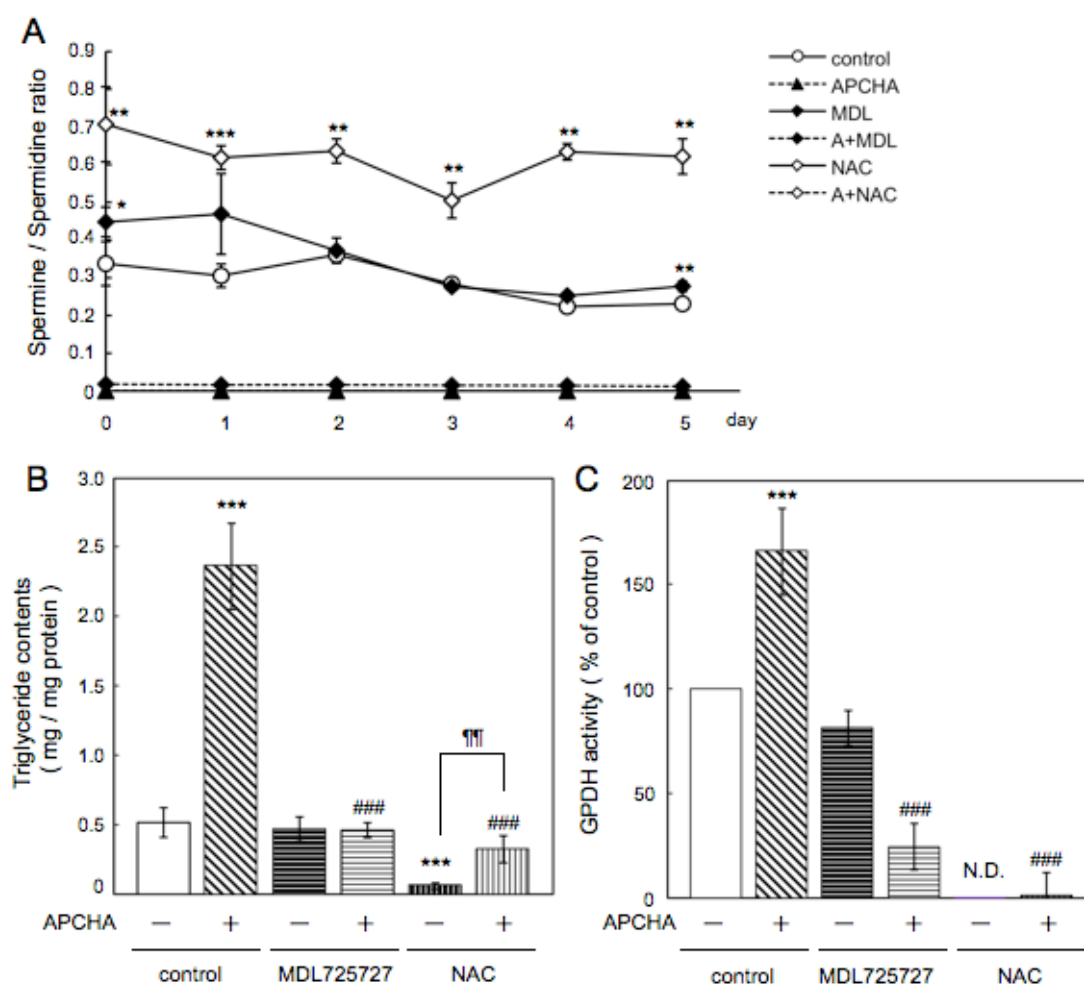 A
0.9
0.8
0.7
0.6
0.5
0.4
0.3
0.2
0.1
0
Spermine / Spermidine ratio
** *** ** ** ** **
* **
0 1 2 3 4 5 day
control
APCHA
MDL
A+MDL
NAC
A+NAC
B
3.0
2.5
2.0
1.5
1.0
0.5
0
Triglyceride contents
( mg / mg protein )
***
###
***
¶¶
###
APCHA − + − + − +
control MDL725727 NAC
C
200
150
100
50
0
GPDH activity ( % of control )
***
###
N.D.
###
APCHA − + − + − +
control MDL725727 NAC